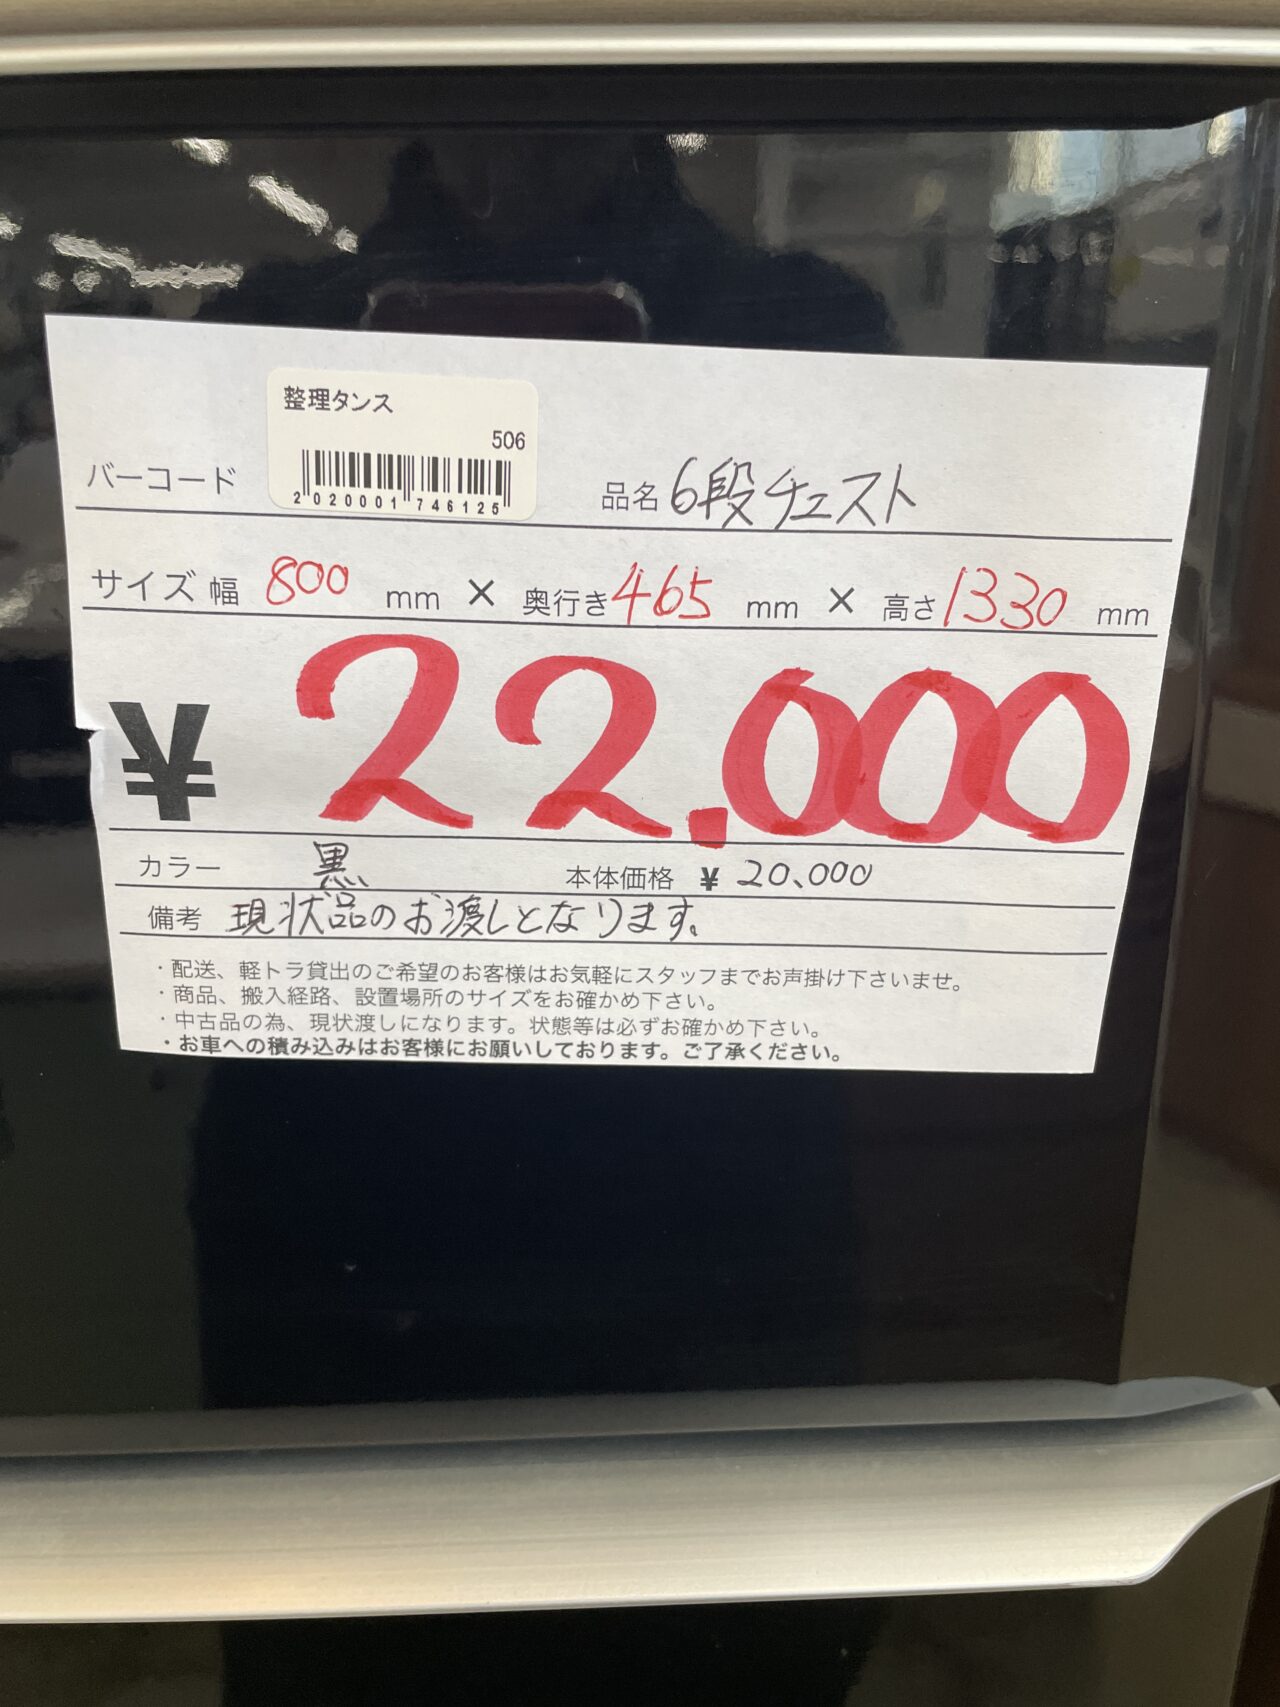 整理タンス
506
バーコード
2 020001 746125
品名 6段チェスト
サイズ 幅 800 mm × 奥行き 465 mm × 高さ 1330 mm
¥ 22.000
カラー 黒 本体価格 ¥ 20,000
備考 現状品のお渡しとなります。
・配送、軽トラ貸出のご希望のお客様はお気軽にスタッフまでお声掛け下さいませ。
・商品、搬入経路、設置場所のサイズをお確かめ下さい。
・中古品の為、現状渡しになります。状態等は必ずお確かめ下さい。
・お車への積み込みはお客様にお願いしております。ご了承ください。